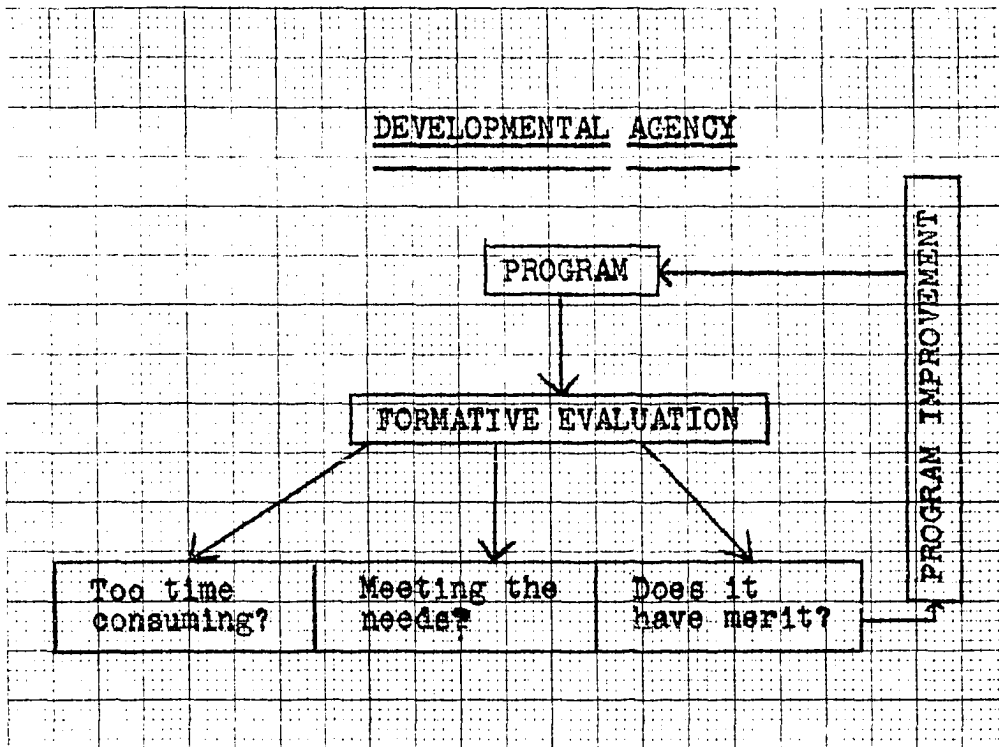 DEVELOPMENTAL AGENCY
PROGRAM
FORMATIVE EVALUATION
Too time
consuming?
Meeting the
needs?
Does it
have merit?
PROGRAM IMPROVEMENT